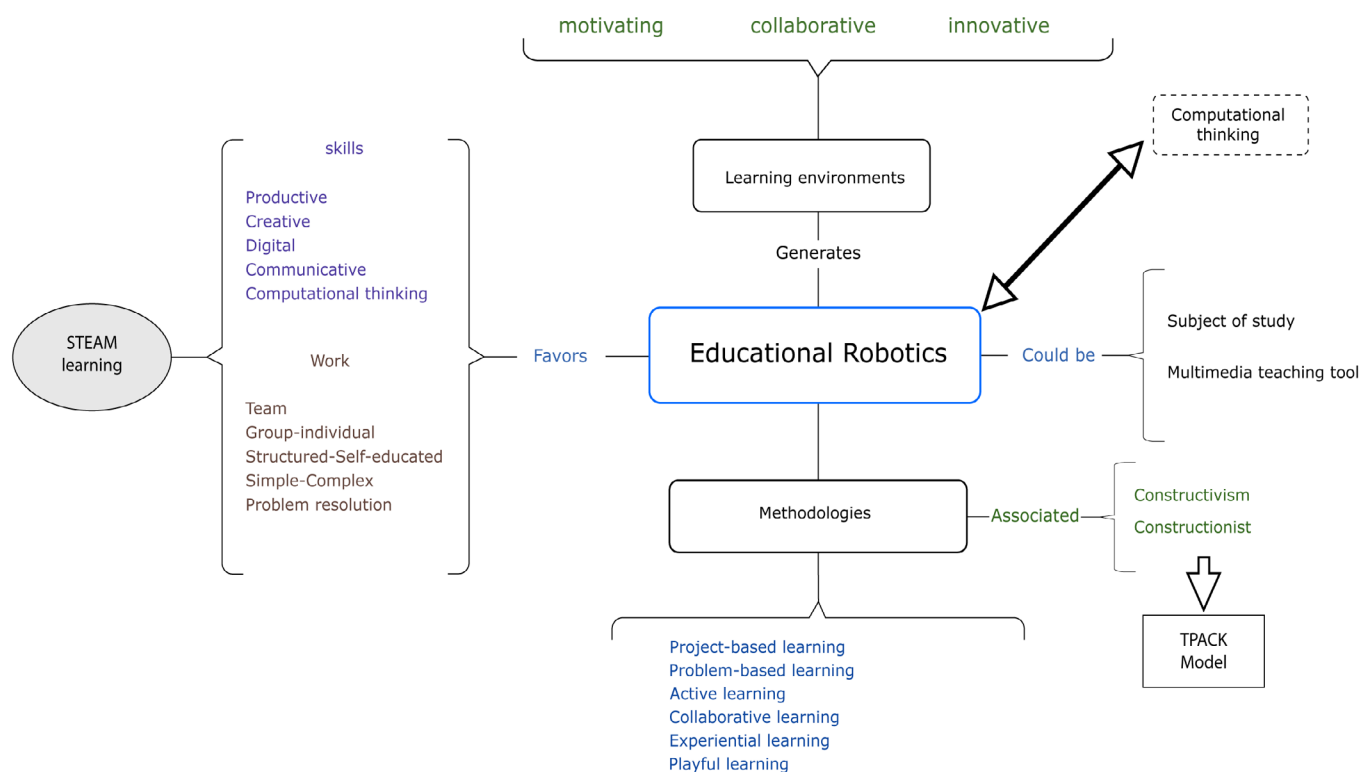 motivating collaborative innovative
Computational
thinking
Learning environments
Generates
skills
Productive
Creative
Digital
Communicative
Computational thinking
STEAM
learning
Work
Team
Group-individual
Structured-Self-educated
Simple-Complex
Problem resolution
Favors
Educational Robotics
Could be
Subject of study
Multimedia teaching tool
Methodologies
Associated
Constructivism
Constructionist
TPACK
Model
Project-based learning
Problem-based learning
Active learning
Collaborative learning
Experiential learning
Playful learning